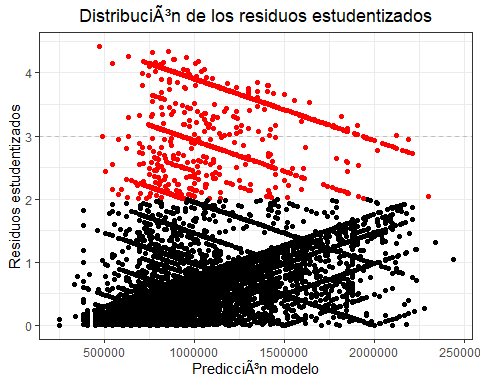 DistribuciÃ³n de los residuos estudentizados
Residuos estudentizados
4
3
2
1
0
500000 1000000 1500000 2000000 250000
PredicciÃ³n modelo